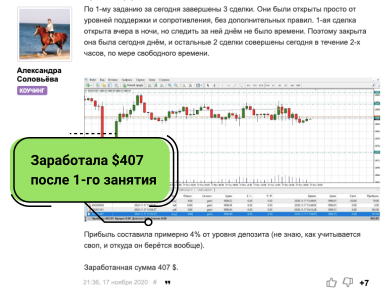 По 1-му заданию за сегодня завершены 3 сделки. Они были открыты просто от
уровней поддержки и сопротивления, без дополнительных правил. 1-ая сделка
открыта вчера в ночи, но следить за ней днём не было времени. Поэтому закрыта
она была сегодня днём, и остальные 2 сделки совершены сегодня в течение 2-х
часов, по мере свободного времени.
Александра
Соловьёва
КОУЧИНГ
Заработала $407
после 1-го занятия
Прибыль составила примерно 4% от уровня депозита (не знаю, как учитывается
своп, и откуда он берётся вообще).
Заработанная сумма 407 $.
21:36, 17 ноября 2020 # +7